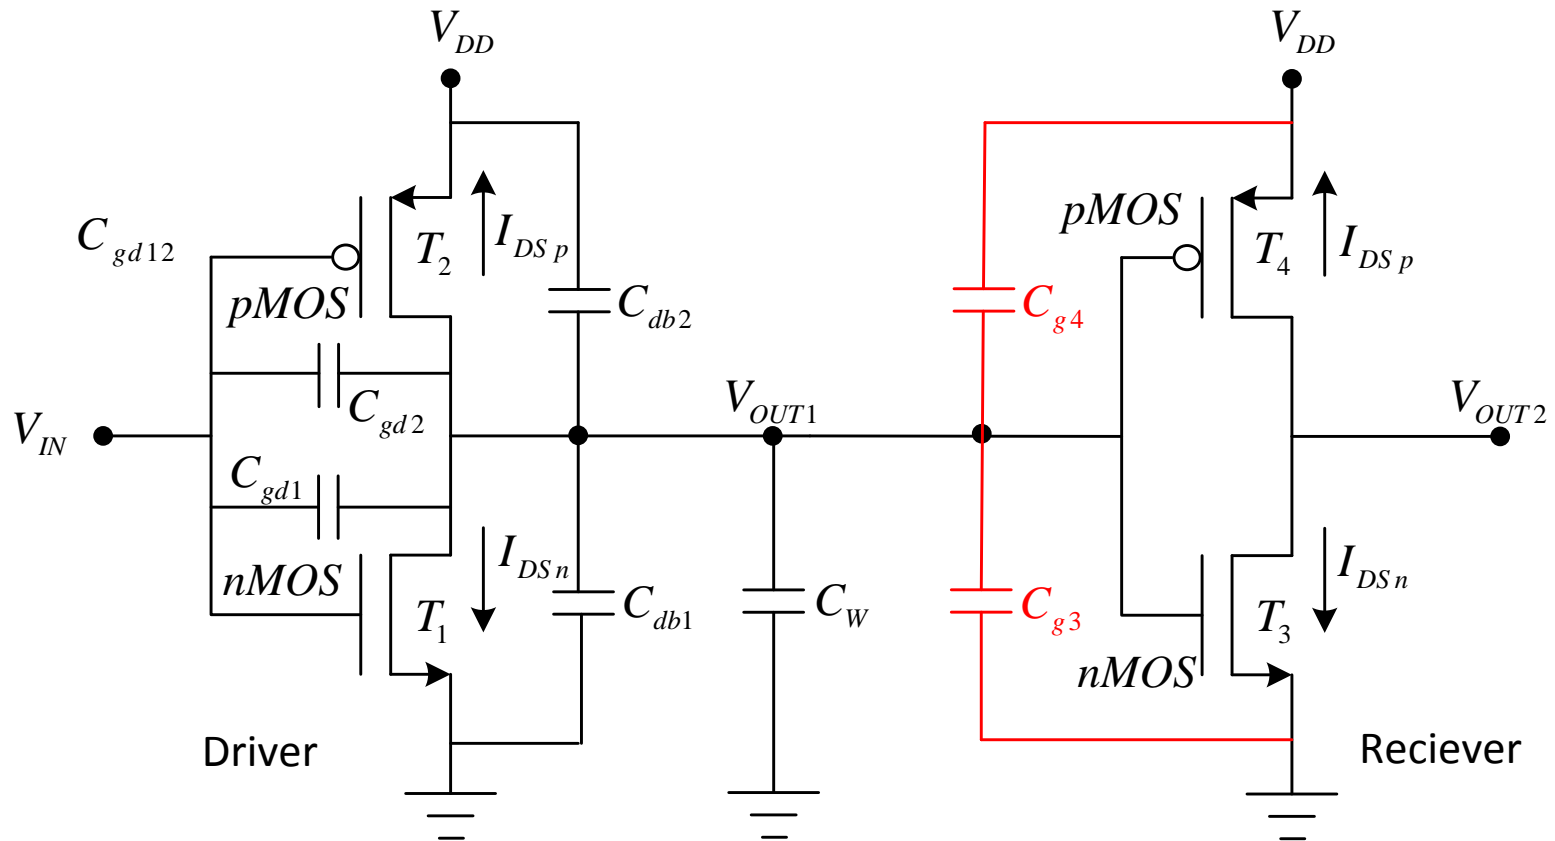 V_DD V_DD
pMOS
C_gd12 T_2 I_DS p T_4 I_DS p
pMOS C_db2 C_g4
C_gd2 V_OUT1 V_OUT2
V_IN
C_gd1
nMOS I_DS n I_DS n
T_1 C_db1 C_W C_g3 T_3
nMOS
Driver Reciever